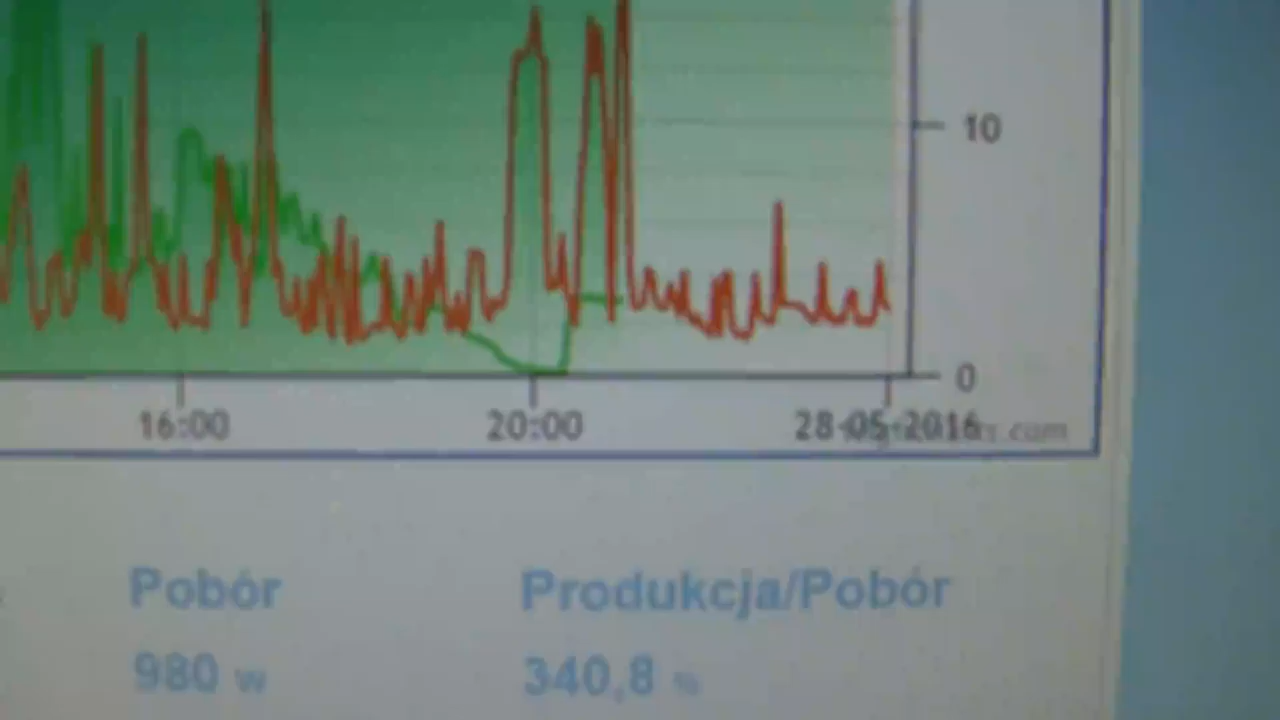 10
0
16:00 20:00 28-05-2016
Pobór Produkcja/Pobór
980 w 340,8 %